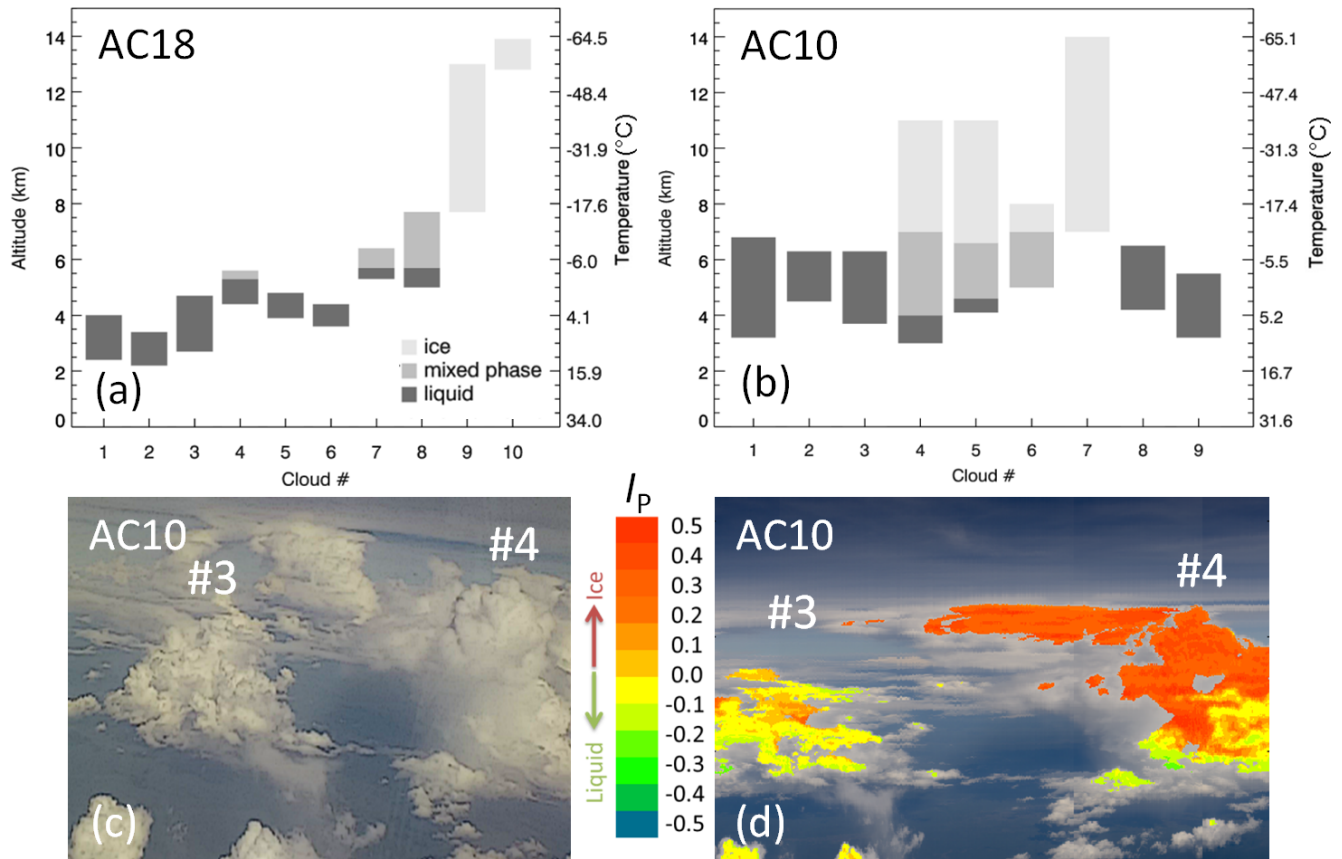 AC18
Altitude (km)
14
12
10
8
6
4
2
0
-64.5
-48.4
-31.9
-17.6
-6.0
4.1
15.9
34.0
Temperature (°C)
ice
mixed phase
liquid
(a)
1 2 3 4 5 6 7 8 9 10
Cloud #
AC10
Altitude (km)
14
12
10
8
6
4
2
0
-65.1
-47.4
-31.3
-17.4
-5.5
5.2
16.7
31.6
Temperature (°C)
(b)
1 2 3 4 5 6 7 8 9
Cloud #
AC10
#3
#4
(c)
IP
0.5
0.4
0.3
0.2
0.1
0.0
-0.1
-0.2
-0.3
-0.4
-0.5
Ice
Liquid
AC10
#3
#4
(d)